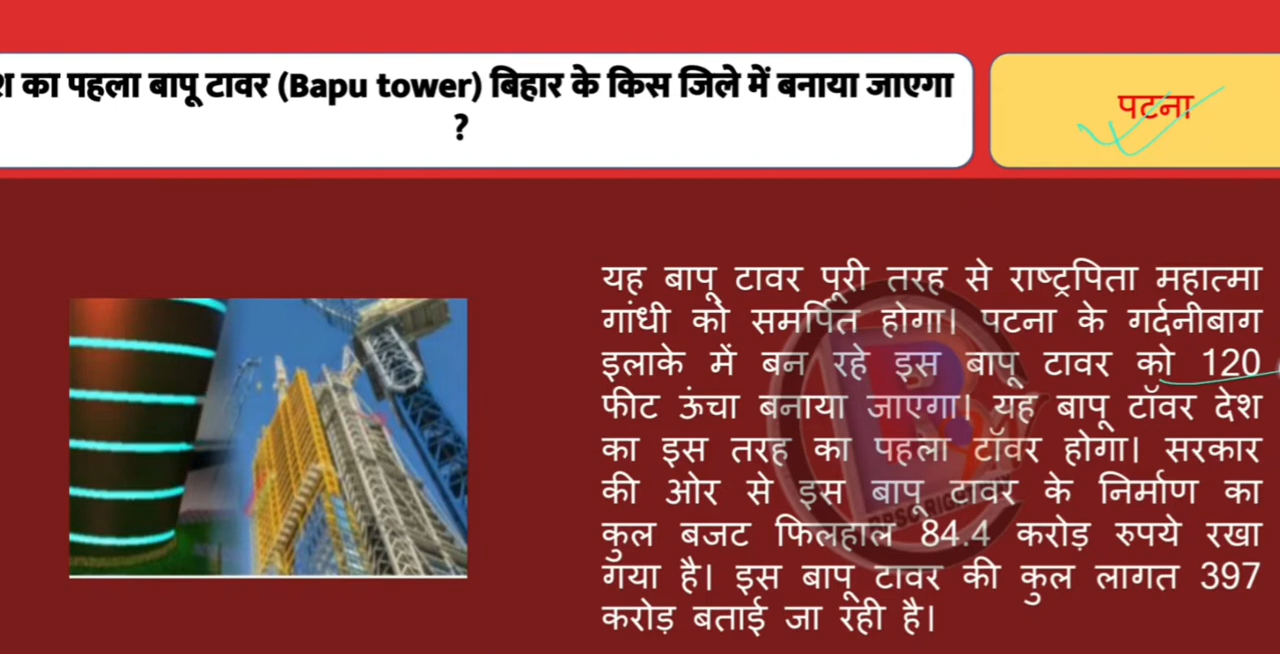 का पहला बापू टावर (Bapu tower) बिहार के किस जिले में बनाया जाएगा
?
पटना
यह बापू टावर पूरी तरह से राष्ट्रपिता महात्मा
गांधी को समर्पित होगा। पटना के गर्दनीबाग
इलाके में बन रहे इस बापू टावर को 120
फीट ऊंचा बनाया जाएगा। यह बापू टॉवर देश
का इस तरह का पहला टॉवर होगा। सरकार
की ओर से इस बापू टावर के निर्माण का
कुल बजट फिलहाल 84.4 करोड़ रुपये रखा
गया है। इस बापू टावर की कुल लागत 397
करोड़ बताई जा रही है।